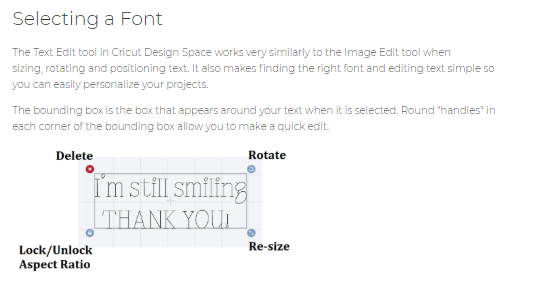 Selecting a Font
The Text Edit tool in Cricut Design Space works very similarly to the Image Edit tool when
sizing, rotating and positioning text. It also makes finding the right font and editing text simple so
you can easily personalize your projects.
The bounding box is the box that appears around your text when it is selected. Round "handles" in
each corner of the bounding box allow you to make a quick edit.
Delete
Rotate
I'm still smiling
THANK YOU!
Lock/Unlock
Aspect Ratio
Re-size